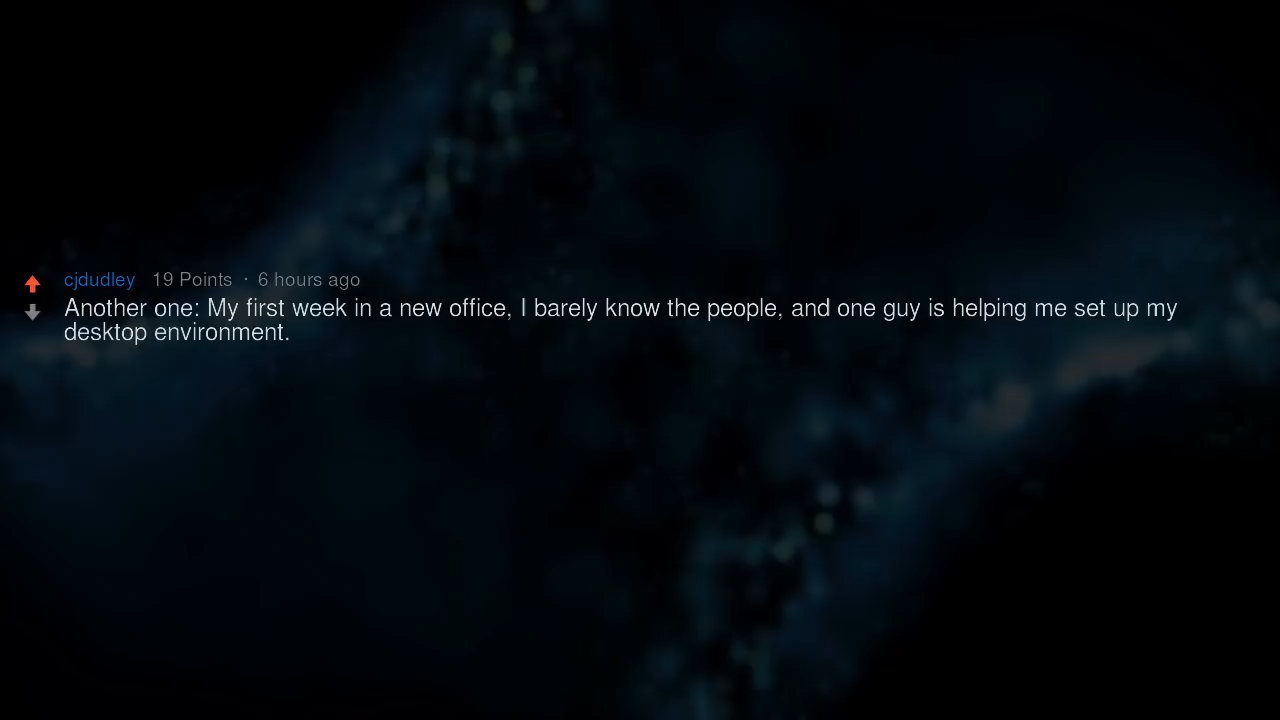 cjdudley 19 Points · 6 hours ago
Another one: My first week in a new office, I barely know the people, and one guy is helping me set up my
desktop environment.